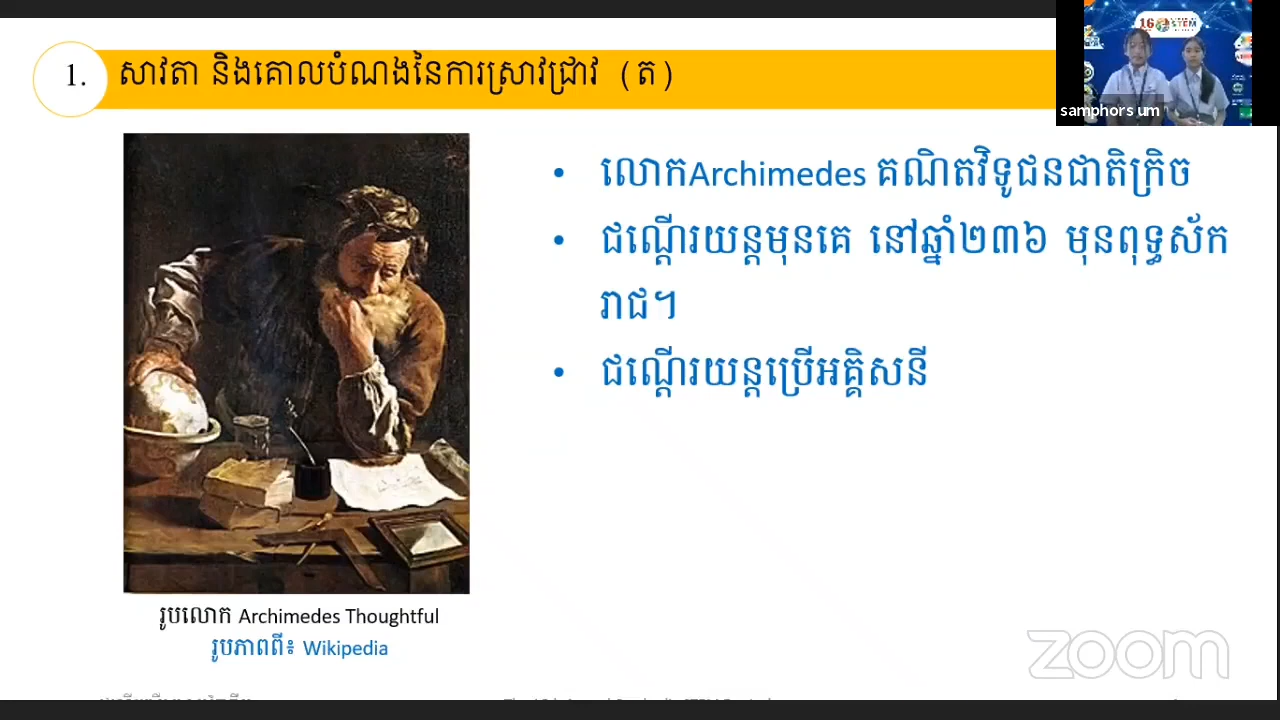 1.
សាវតា និងគោលបំណងនៃការស្រាវជ្រាវ (ត)
16
STEM
samphors um
• លោកArchimedes គណិតវិទូជនជាតិក្រិច
• ជណ្តើរយន្តមុនគេ នៅឆ្នាំ២៣៦ មុនពុទ្ធស័ក
រាជ។
• ជណ្តើរយន្តប្រើអគ្គិសនី
រូបលោក Archimedes Thoughtful
រូបភាពពី៖ Wikipedia
zoom